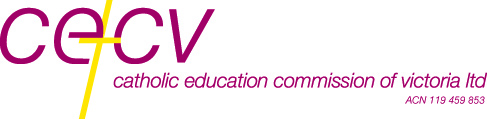 cecv
catholic education commission of victoria ltd
ACN 119 459 853